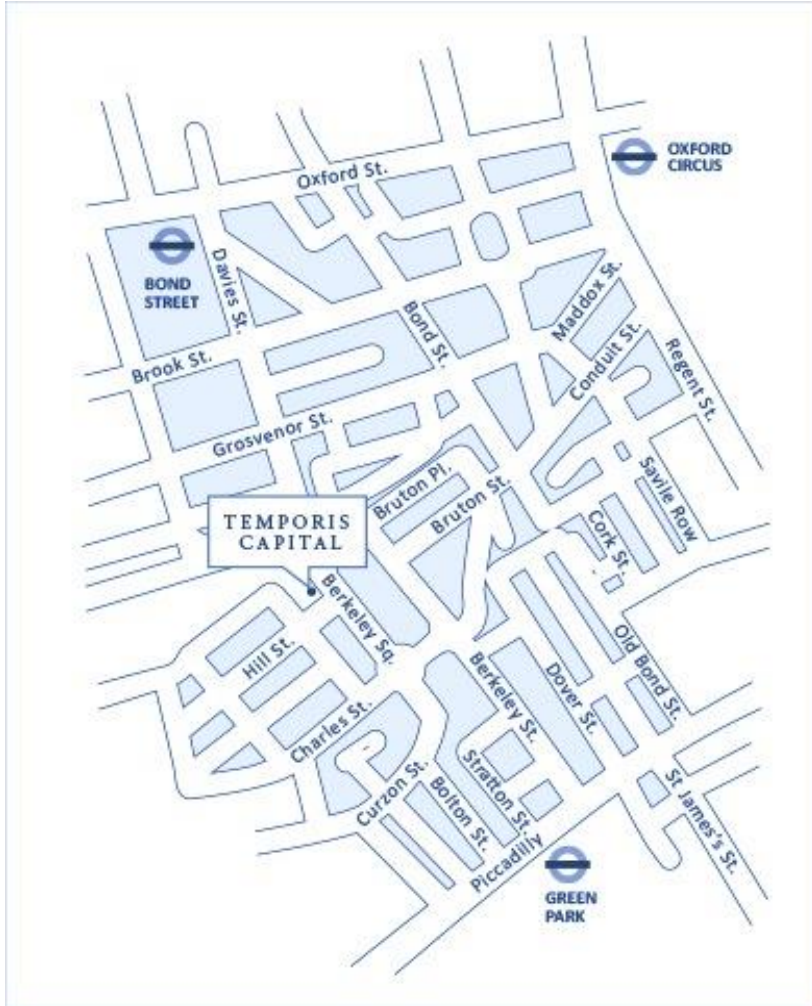 Oxford St.
OXFORD
CIRCUS
BOND
STREET
Davies St.
Maddox St.
Bond St.
Conduit St.
Regent St.
Brook St.
Grosvenor St.
Bruton Pl.
Bruton St.
Savile Row
Cork St.
TEMPORIS
CAPITAL
Berkeley Sq.
Hill St.
Old Bond St.
Dover St.
Berkeley St.
Charles St.
Stratton St.
Curzon St.
Bolton St.
St James's St.
Piccadilly
GREEN
PARK